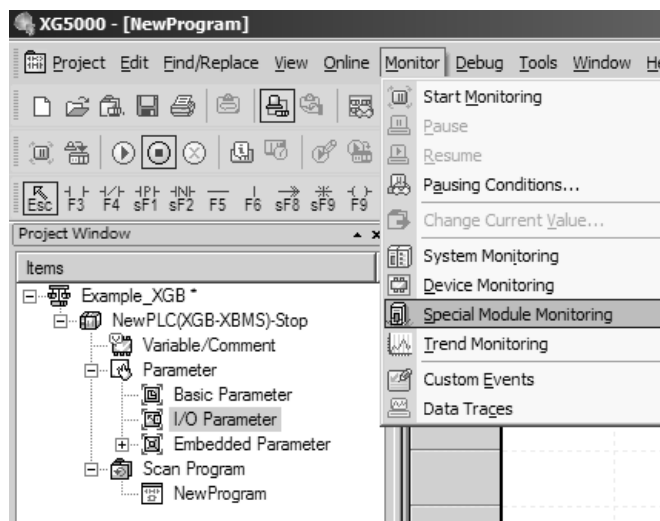 XG5000 - [NewProgram]
Project Edit Find/Replace View Online Monitor Debug Tools Window
Start Monitoring
Pause
Resume
Pausing Conditions...
Change Current Value...
System Monitoring
Device Monitoring
Special Module Monitoring
Trend Monitoring
Custom Events
Data Traces
Esc F3 F4 sF1 sF2 F5 F6 sF8 sF9 F9
Project Window
Items
Example_XGB *
NewPLC(XGB-XBMS)-Stop
Variable/Comment
Parameter
Basic Parameter
I/O Parameter
Embedded Parameter
Scan Program
NewProgram